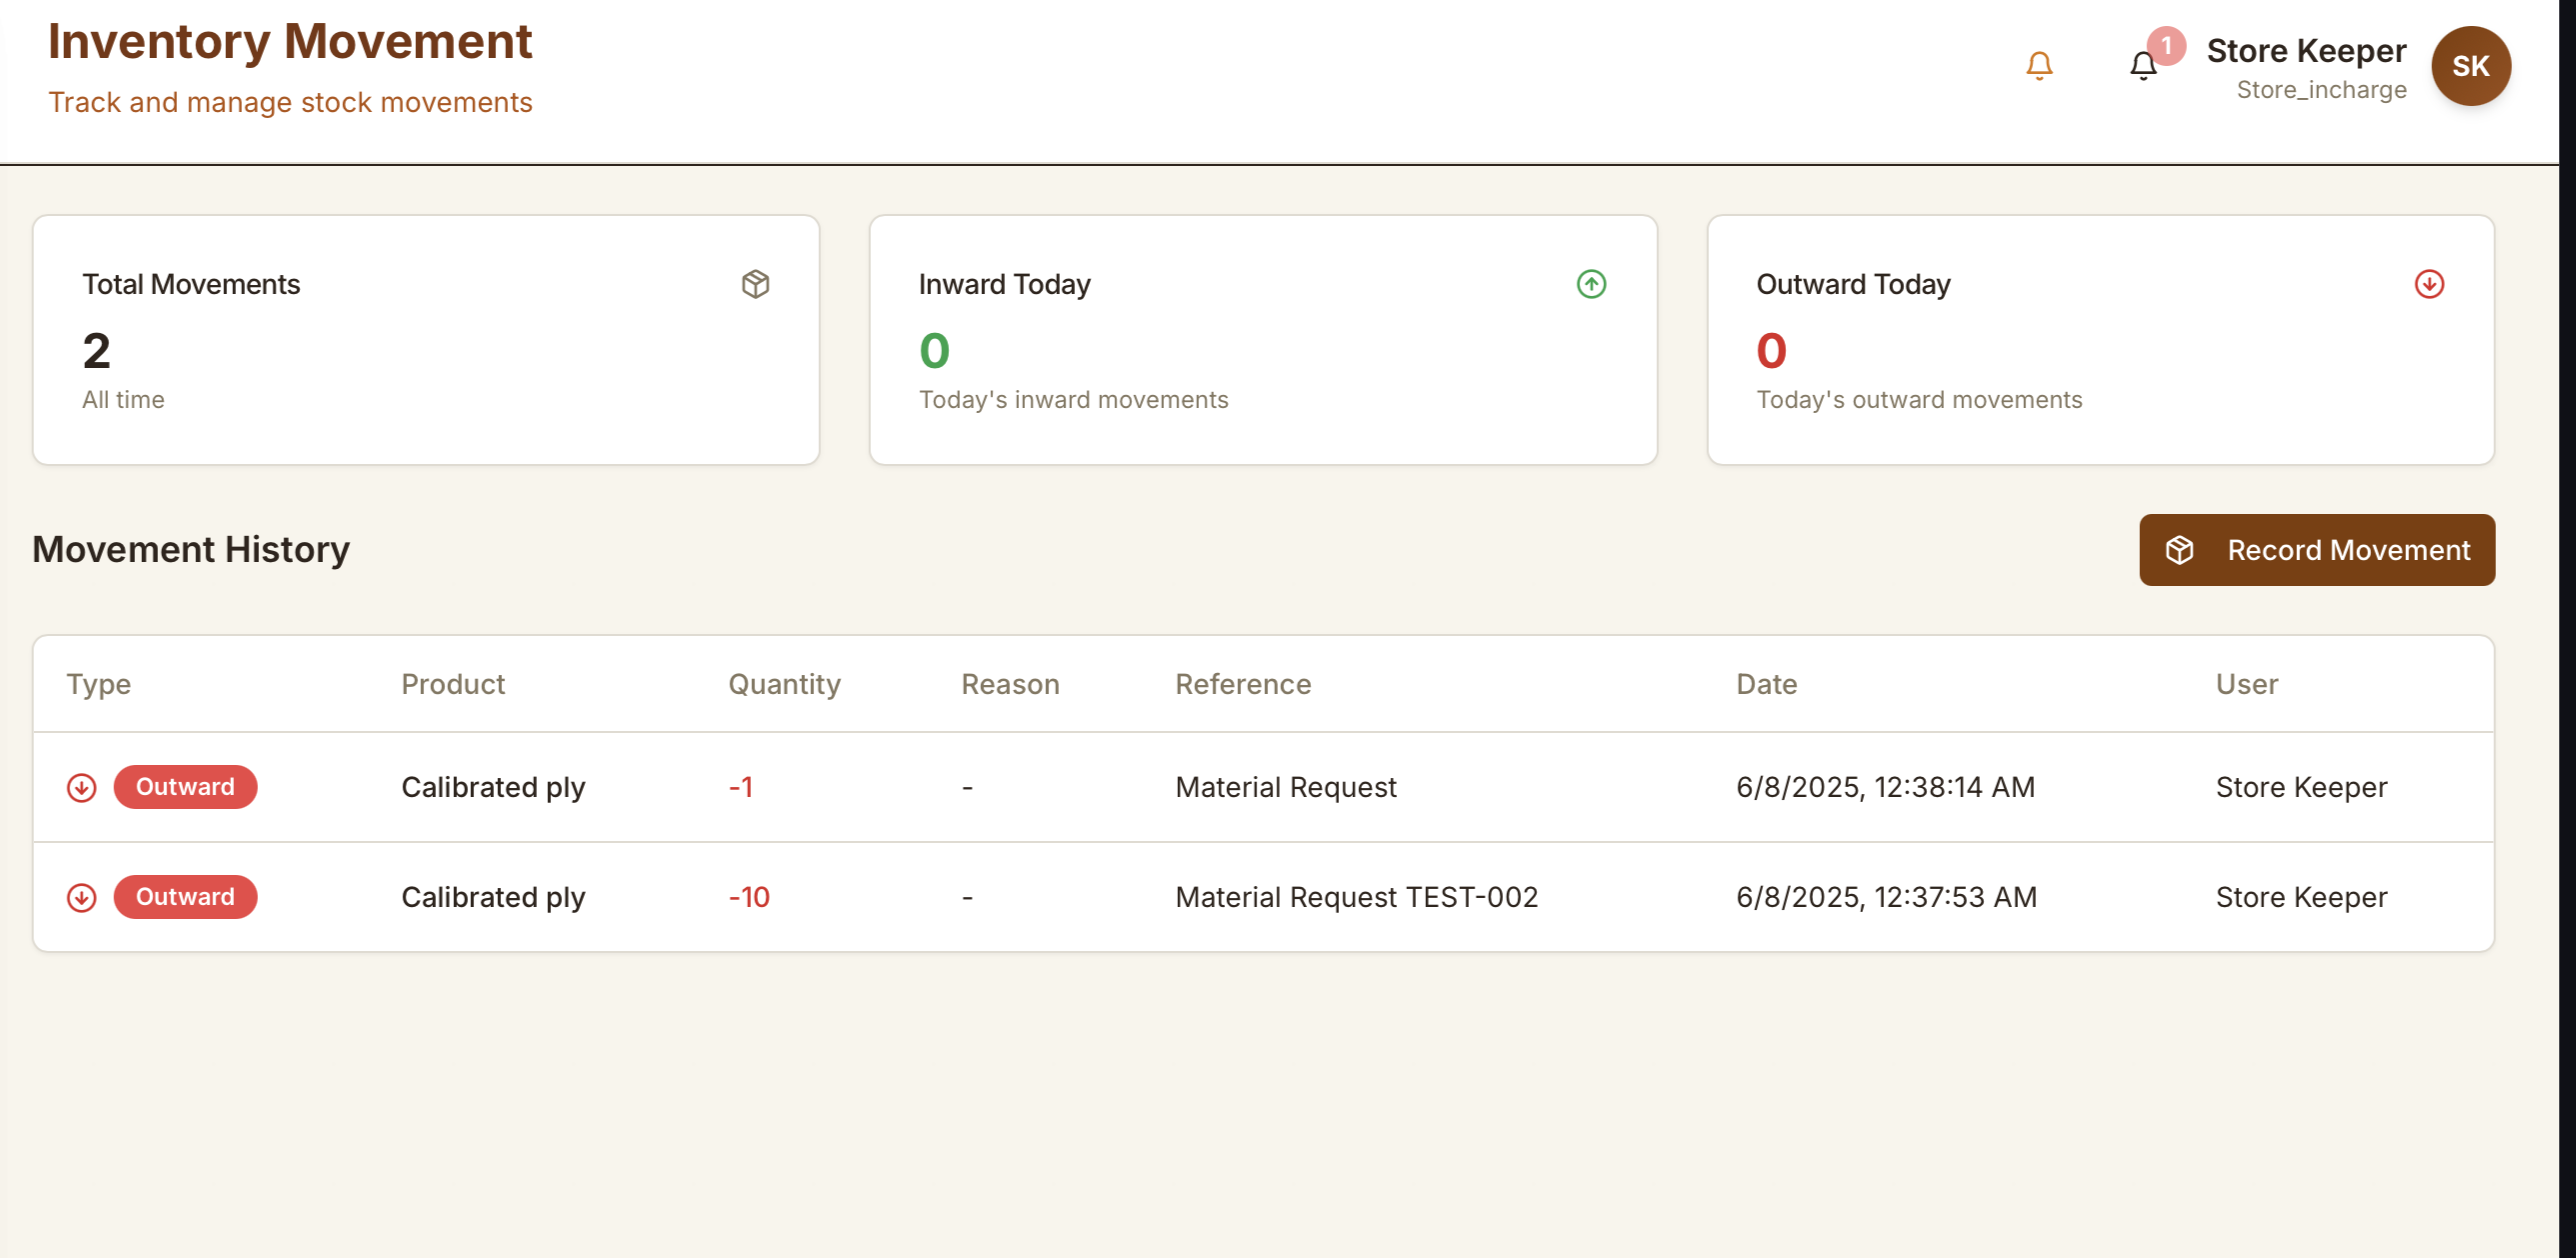 Inventory Movement
Track and manage stock movements
1
Store Keeper
Store_incharge
SK
Total Movements
2
All time
Inward Today
0
Today's inward movements
Outward Today
0
Today's outward movements
Movement History
Record Movement
Type Product Quantity Reason Reference Date User
Outward Calibrated ply -1 - Material Request 6/8/2025, 12:38:14 AM Store Keeper
Outward Calibrated ply -10 - Material Request TEST-002 6/8/2025, 12:37:53 AM Store Keeper